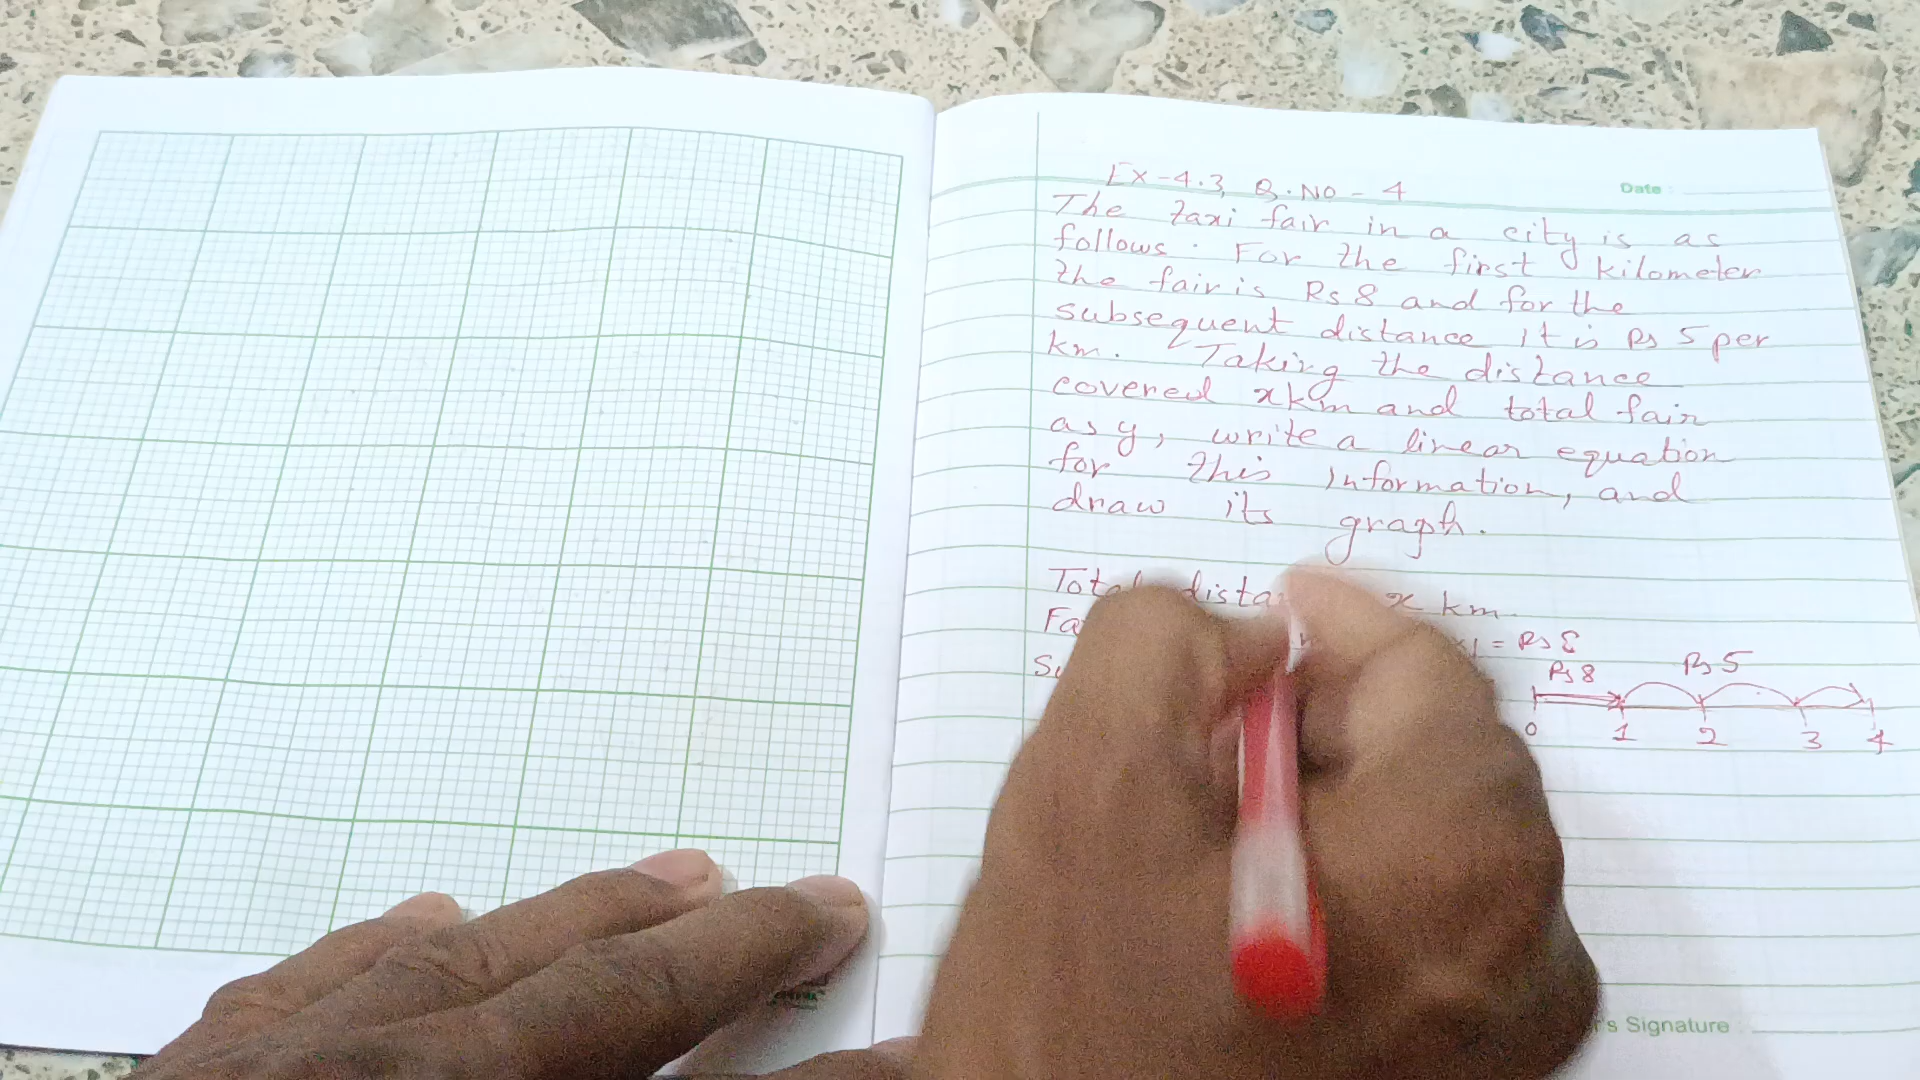 Ex-4.3, Q.NO - 4
Date :
The taxi fair in a city is as
follows. For the first kilometer
the fair is Rs 8 and for the
subsequent distance it is Rs 5 per
km. Taking the distance
covered x km and total fair
as y, write a linear equation
for this information, and
draw its graph.
x km.
= Rs 8
Rs 8 Rs 5
0 1 2 3 4
's Signature